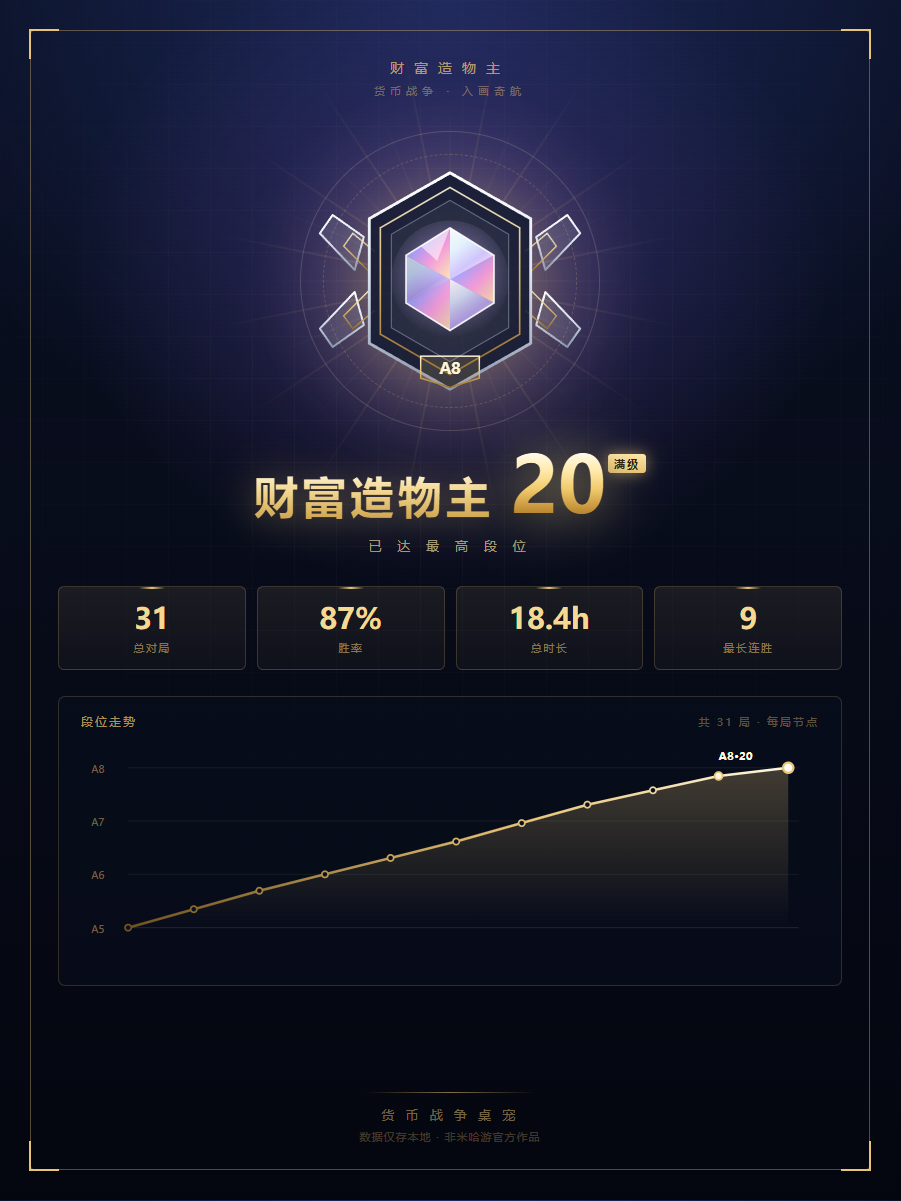 财富造物主
货币战争 · 入画寄航
A8
财富造物主 20 满级
已达最高段位
31
总对局
87%
胜率
18.4h
总时长
9
最长连胜
段位走势
共 31 局 · 每局节点
A8·20
A8
A7
A6
A5
货币战争桌宠
数据仅存本地 · 非米哈游官方作品